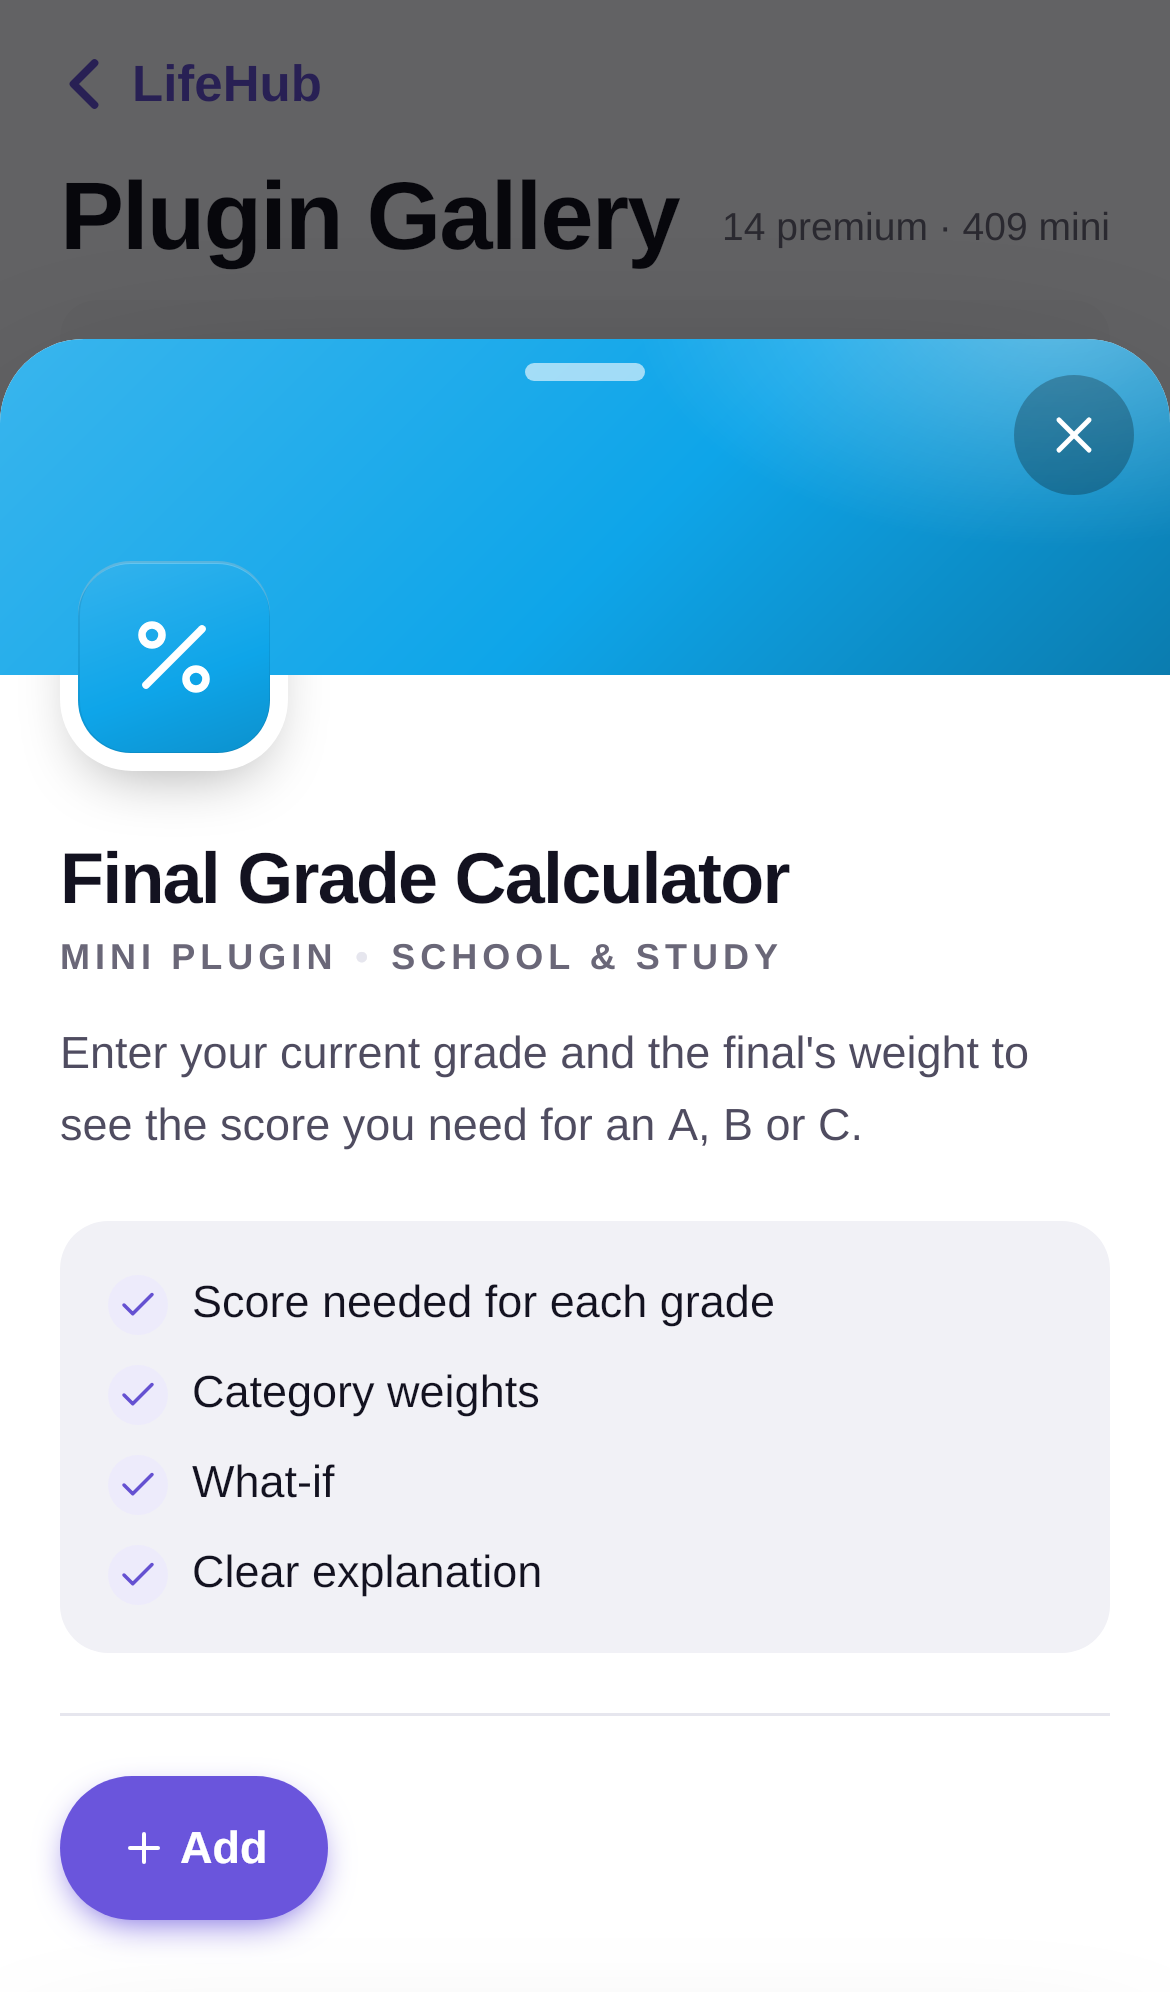 LifeHub
Plugin Gallery
14 premium · 409 mini
Final Grade Calculator
MINI PLUGIN • SCHOOL & STUDY
Enter your current grade and the final's weight to
see the score you need for an A, B or C.
Score needed for each grade
Category weights
What-if
Clear explanation
Add